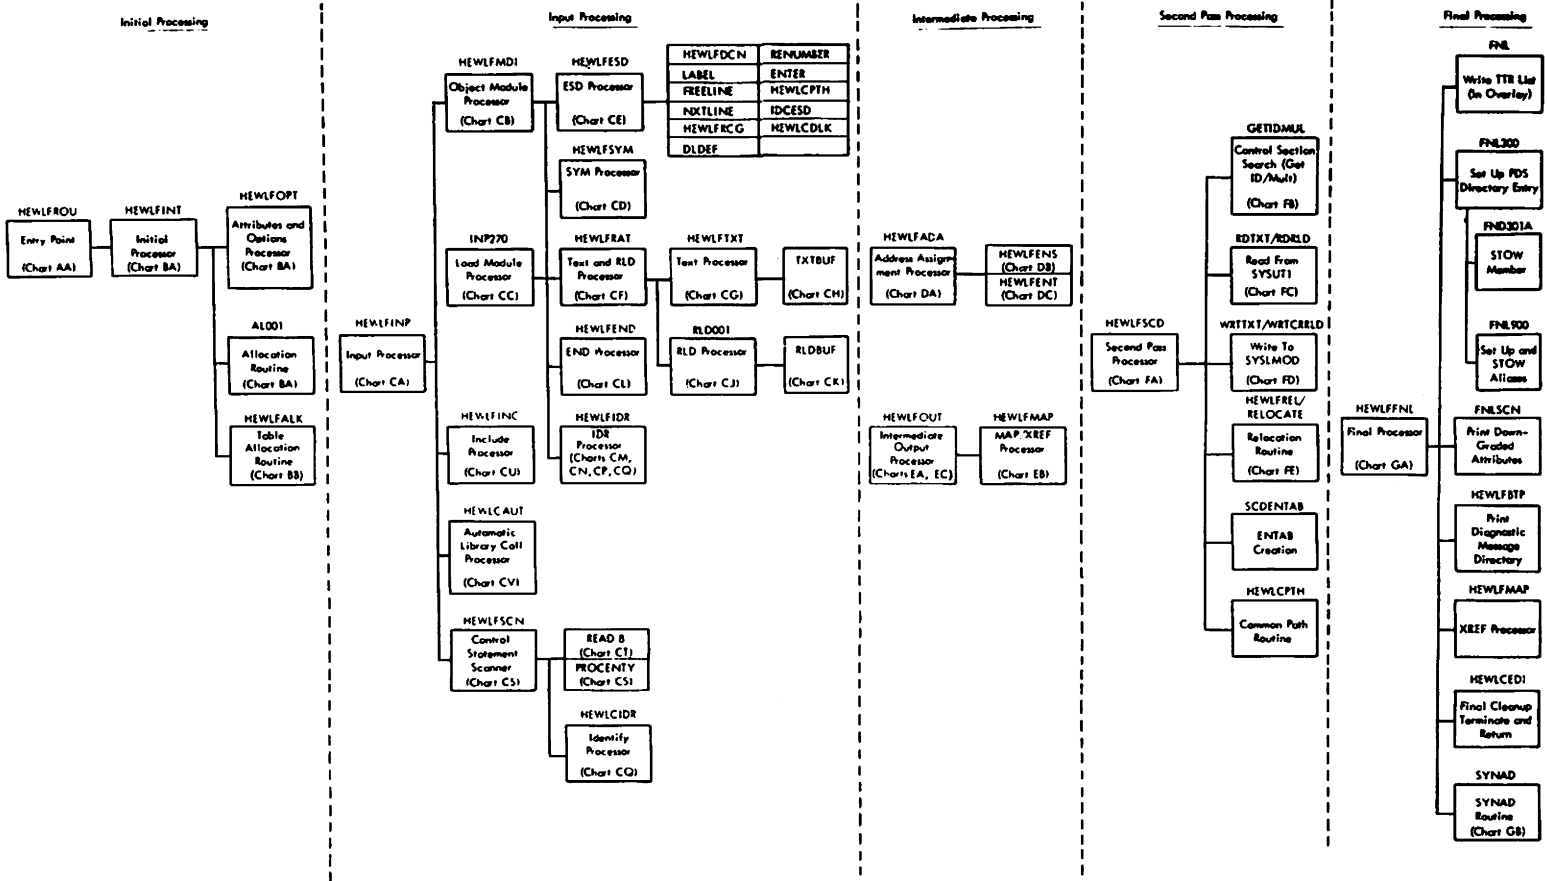 Initial Processing
HEWLFROU
Entry Point
(Chart AA)
HEWLFINT
Initial
Processor
(Chart BA)
HEWLFOPT
Attributes and
Options
Processor
(Chart BA)
AL001
Allocation
Routine
(Chart BA)
HEWLFALK
Table
Allocation
Routine
(Chart BB)
Input Processing
HEWLFINP
Input Processor
(Chart CA)
HEWLFMDI
Object Module
Processor
(Chart CB)
HEWLFESD
ESD Processor
(Chart CE)
HEWLFDCN RENUMBER
LABEL ENTER
FREELINE HEWLCPTH
NXTLINE IDCESD
HEWLFRCG HEWLCDLK
DLDEF
HEWLFSYM
SYM Processor
(Chart CD)
INP270
Load Module
Processor
(Chart CC)
HEWLFRAT
Text and RLD
Processor
(Chart CF)
HEWLFTXT
Text Processor
(Chart CG)
TXTBUF
(Chart CH)
HEWLFEND
END Processor
(Chart CL)
RLD001
RLD Processor
(Chart CJ)
RLDBUF
(Chart CK)
HEWLFINC
Include
Processor
(Chart CU)
HEWLFIDR
IDR
Processor
(Charts CM,
CN, CP, CQ)
HEWLCAUT
Automatic
Library Call
Processor
(Chart CV)
HEWLFSCN
Control
Statement
Scanner
(Chart CS)
READ B
(Chart CT)
PROCENTY
(Chart CS)
HEWLCIDR
Identify
Processor
(Chart CQ)
Intermediate Processing
HEWLFADA
Address Assign-
ment Processor
(Chart DA)
HEWLFENS
(Chart DB)
HEWLFENT
(Chart DC)
HEWLFOUT
Intermediate
Output
Processor
(Charts EA, EC)
HEWLFMAP
MAP/XREF
Processor
(Chart EB)
Second Pass Processing
HEWLFSCD
Second Pass
Processor
(Chart FA)
GETIDMUL
Control Section
Search (Get
ID/Mult)
(Chart FB)
RDTXT/RDRLD
Read From
SYSUT1
(Chart FC)
WRTTXT/WRTCRRLD
Write To
SYSLMOD
(Chart FD)
HEWLFREL/
RELOCATE
Relocation
Routine
(Chart FE)
SCDENTAB
ENTAB
Creation
HEWLCPTH
Common Path
Routine
Final Processing
HEWLFFNL
Final Processor
(Chart GA)
FNL
Write TTR List
(In Overlay)
FNL300
Set Up PDS
Directory Entry
FND301A
STOW
Member
FNL900
Set Up and
STOW
Aliases
FNLSCN
Print Down-
Graded
Attributes
HEWLFBTP
Print
Diagnostic
Message
Directory
HEWLFMAP
XREF Processor
HEWLCEDI
Final Cleanup
Terminate and
Return
SYNAD
SYNAD
Routine
(Chart GB)